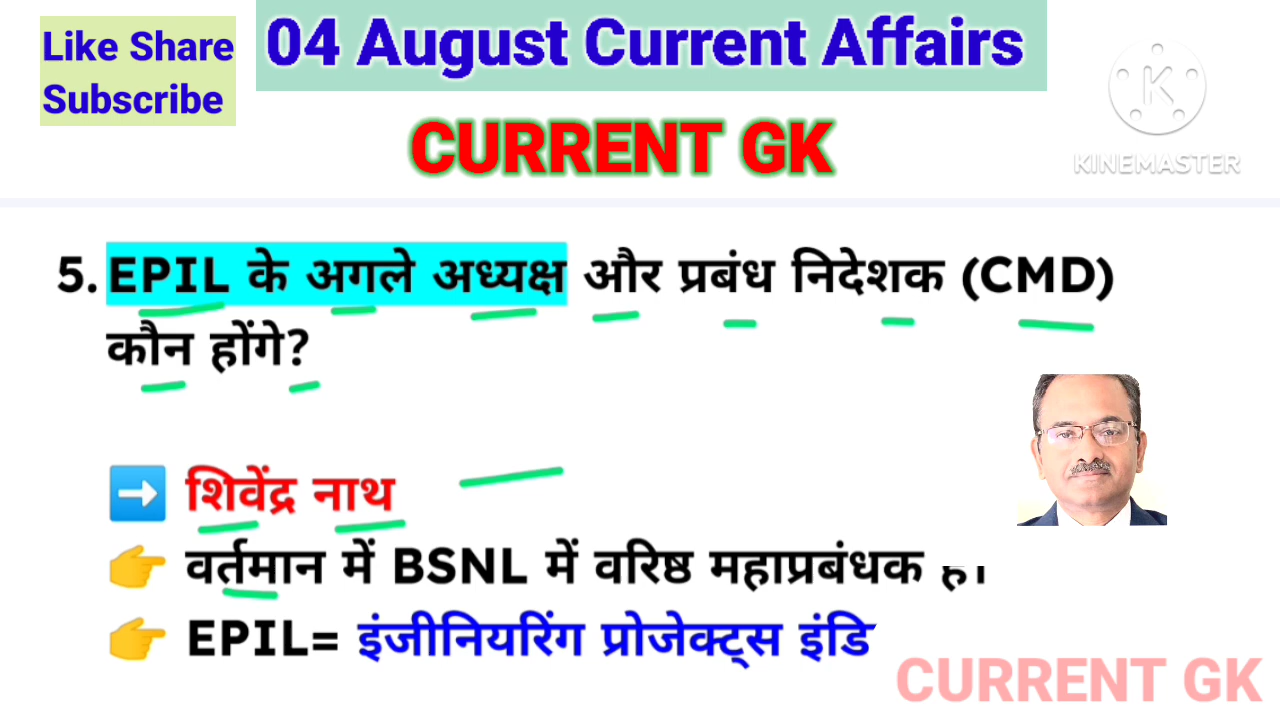 Like Share
Subscribe
04 August Current Affairs
CURRENT GK
KINEMASTER
5. EPIL के अगले अध्यक्ष और प्रबंध निदेशक (CMD)
कौन होंगे?
➡️ शिवेंद्र नाथ
👉 वर्तमान में BSNL में वरिष्ठ महाप्रबंधक
👉 EPIL= इंजीनियरिंग प्रोजेक्ट्स इंडि
CURRENT GK